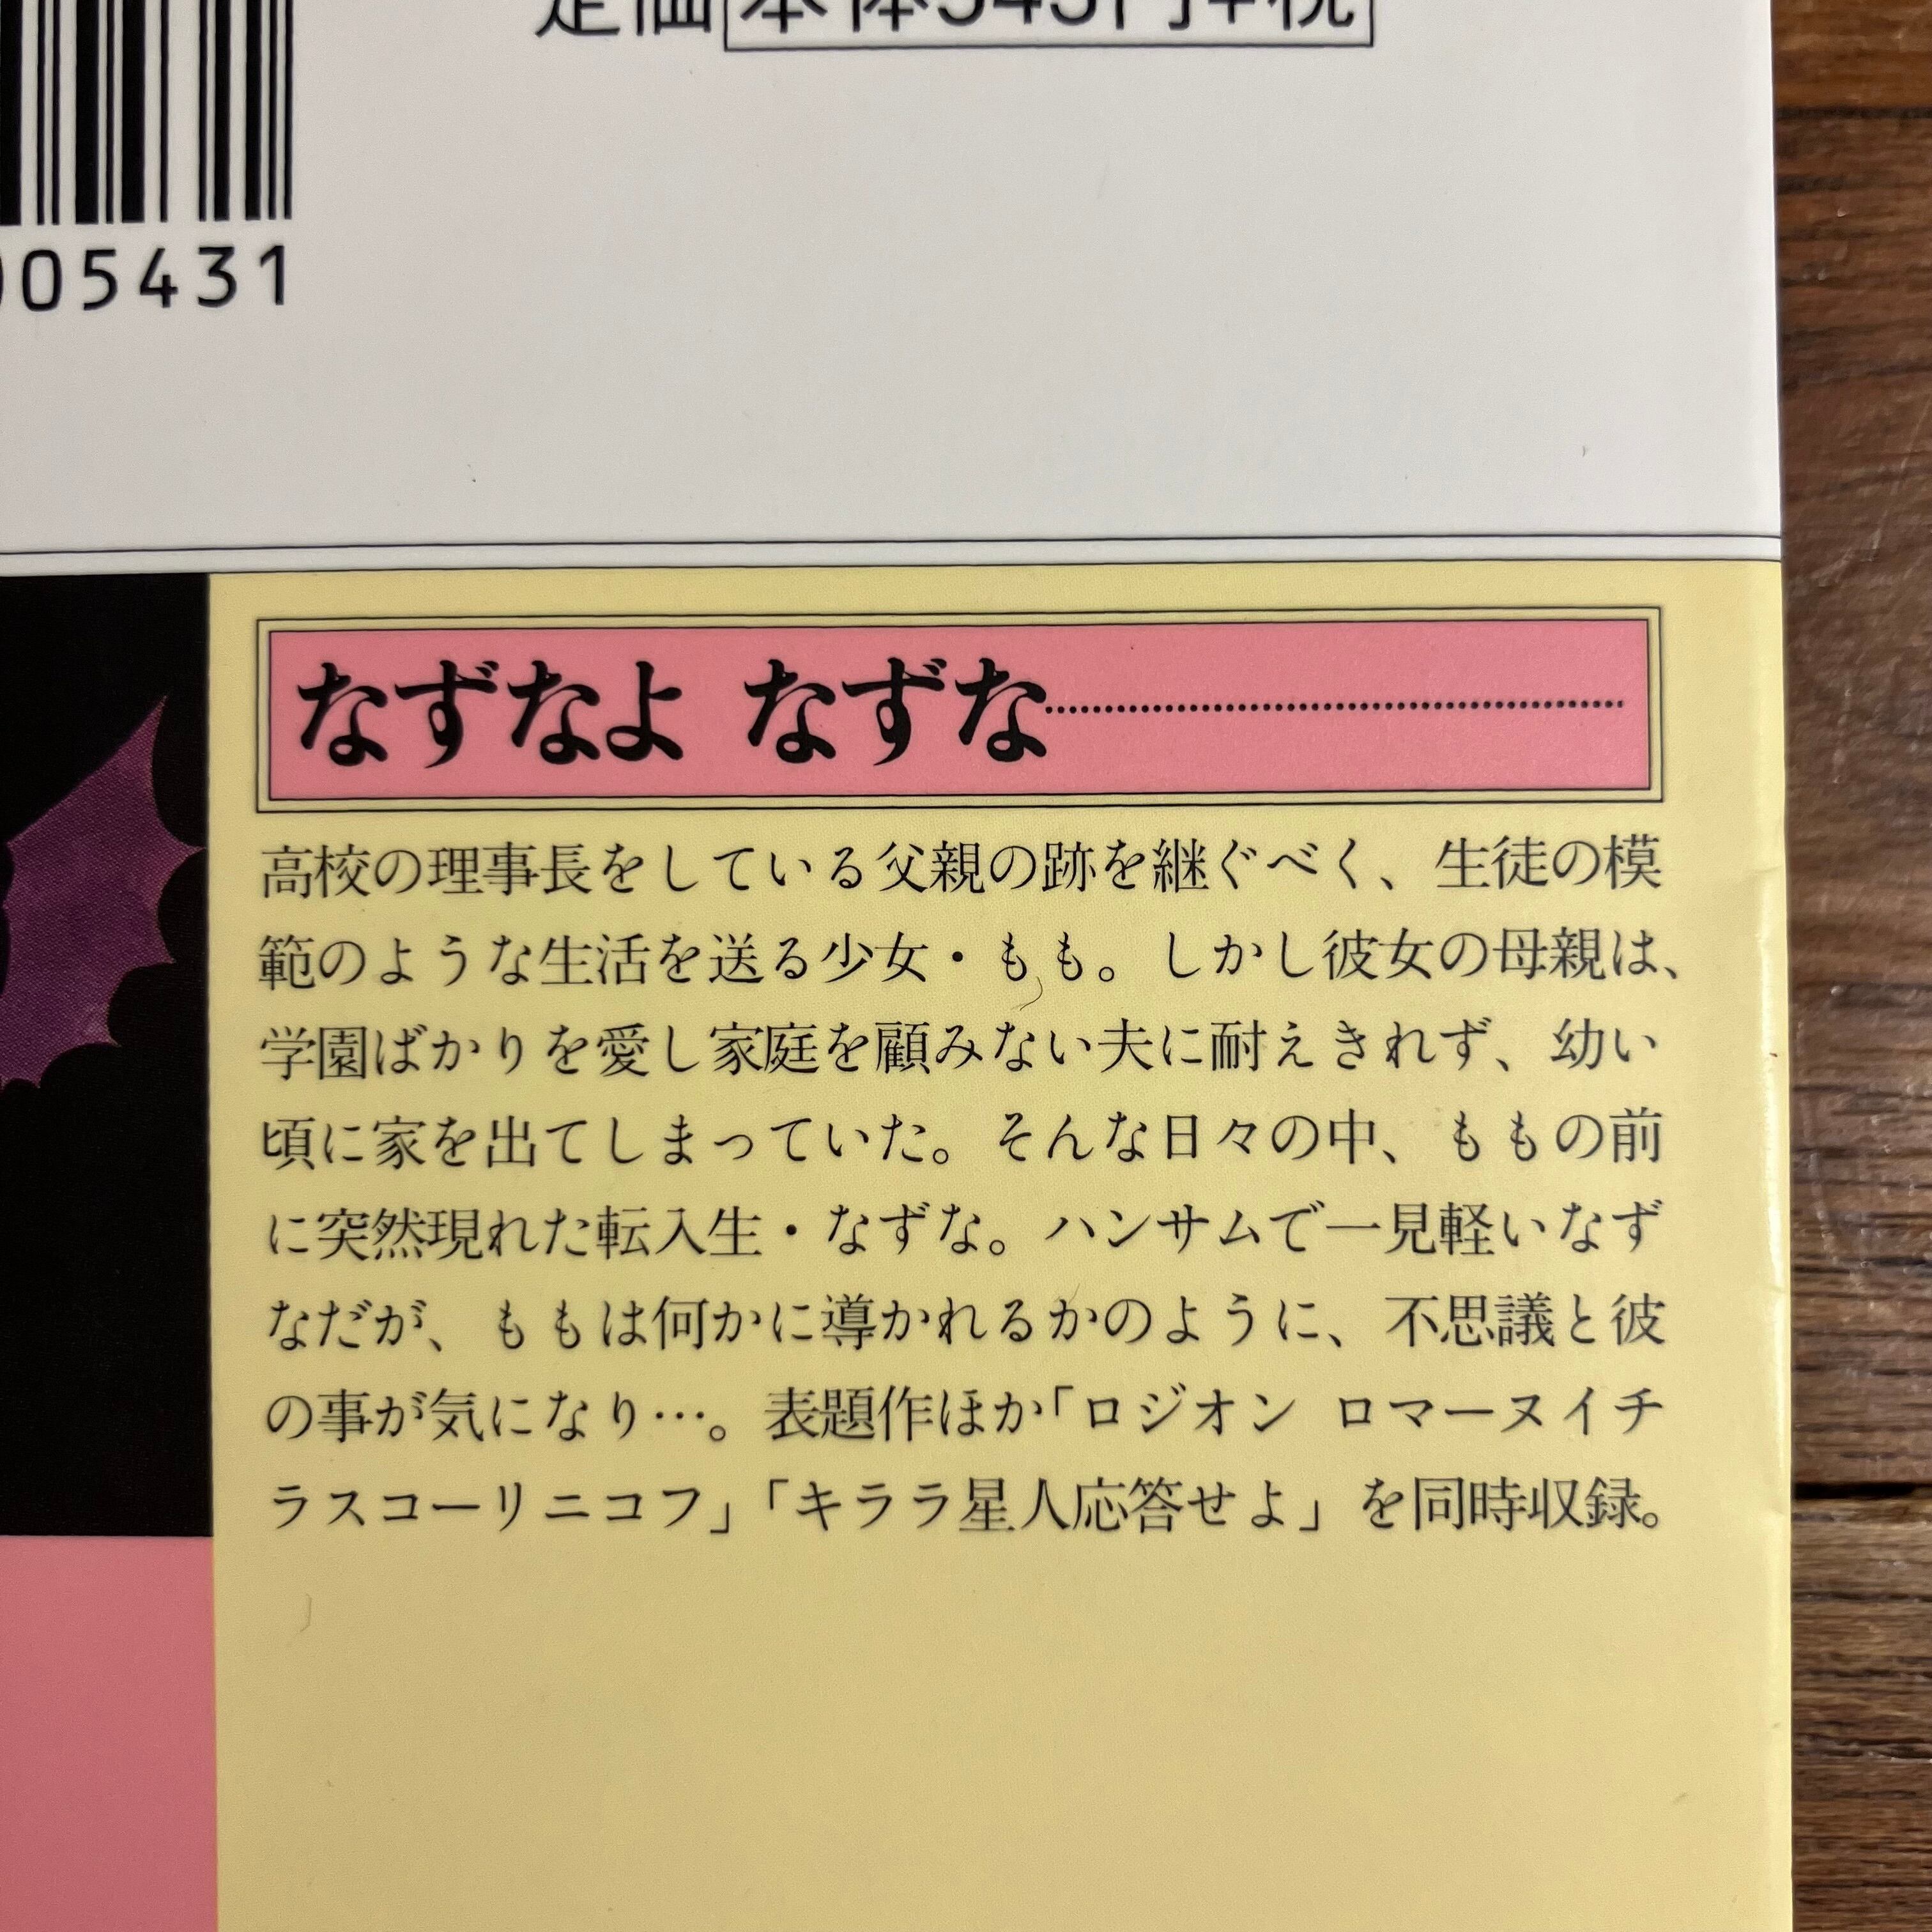 定価 本体543円+税
005431
なずなよ なずな
高校の理事長をしている父親の跡を継ぐべく、生徒の模
範のような生活を送る少女・もも。しかし彼女の母親は、
学園ばかりを愛し家庭を顧みない夫に耐えきれず、幼い
頃に家を出てしまっていた。そんな日々の中、ももの前
に突然現れた転入生・なずな。ハンサムで一見軽いなず
なだが、ももは何かに導かれるかのように、不思議と彼
の事が気になり…。表題作ほか「ロジオン ロマーヌイチ
ラスコーリニコフ」「キララ星人応答せよ」を同時収録。